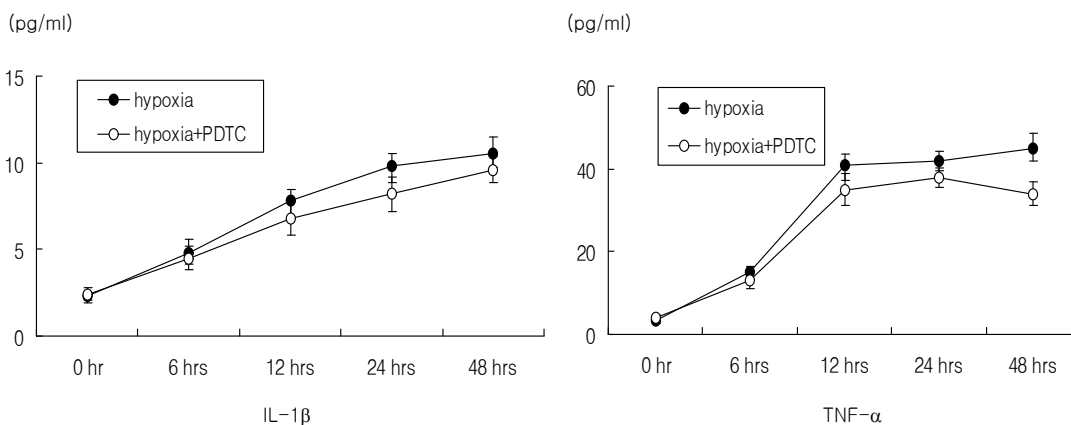 (pg/ml)
15
10
5
0
hypoxia
hypoxia+PDTC
0 hr
6 hrs
12 hrs
24 hrs
48 hrs
IL-1β
(pg/ml)
60
40
20
0
hypoxia
hypoxia+PDTC
0 hr
6 hrs
12 hrs
24 hrs
48 hrs
TNF-α